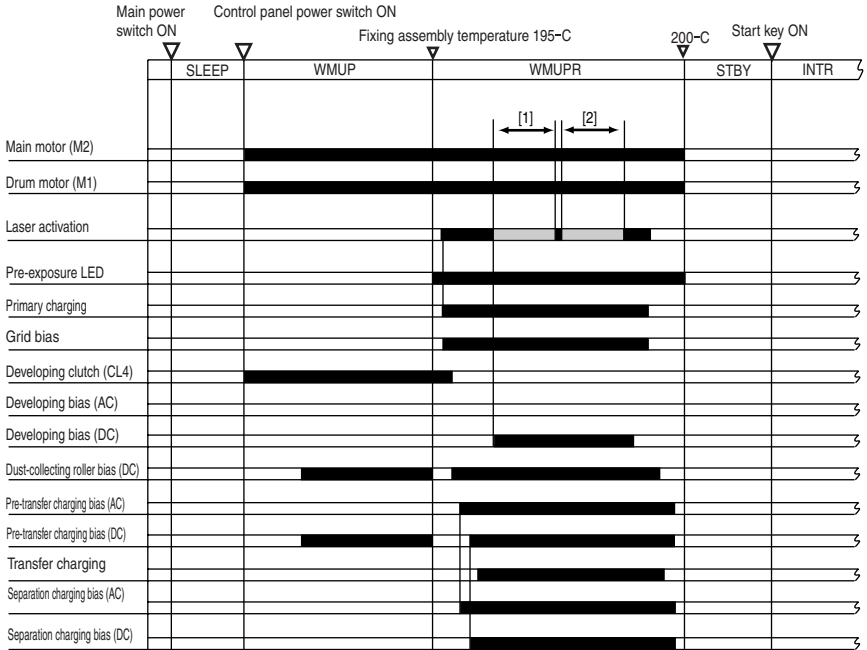 Main power
switch ON
Control panel power switch ON
Fixing assembly temperature 195-C
200-C
Start key ON
SLEEP
WMUP
WMUPR
STBY
INTR
[1]
[2]
Main motor (M2)
Drum motor (M1)
Laser activation
Pre-exposure LED
Primary charging
Grid bias
Developing clutch (CL4)
Developing bias (AC)
Developing bias (DC)
Dust-collecting roller bias (DC)
Pre-transfer charging bias (AC)
Pre-transfer charging bias (DC)
Transfer charging
Separation charging bias (AC)
Separation charging bias (DC)